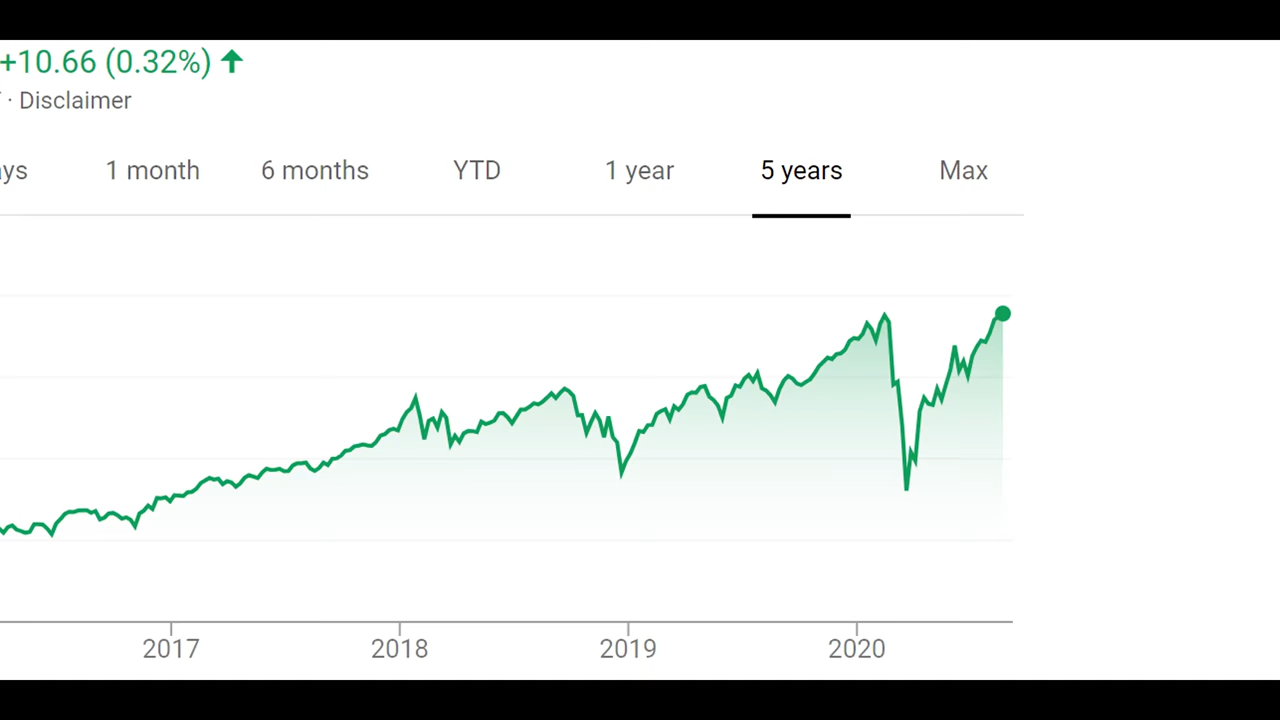 +10.66 (0.32%)
· Disclaimer
1 month 6 months YTD 1 year 5 years Max
2017 2018 2019 2020